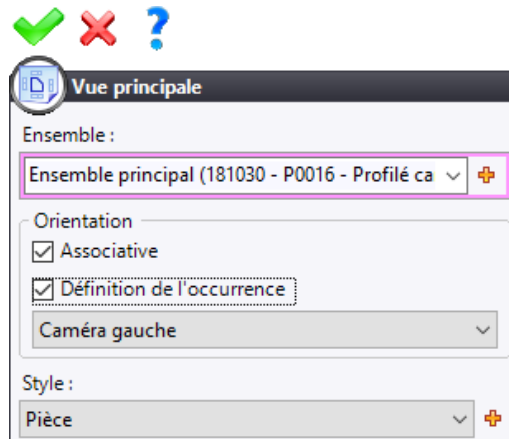 Vue principale
Ensemble :
Ensemble principal (181030 - P0016 - Profilé ca
Orientation
Associative
Définition de l'occurrence
Caméra gauche
Style :
Pièce